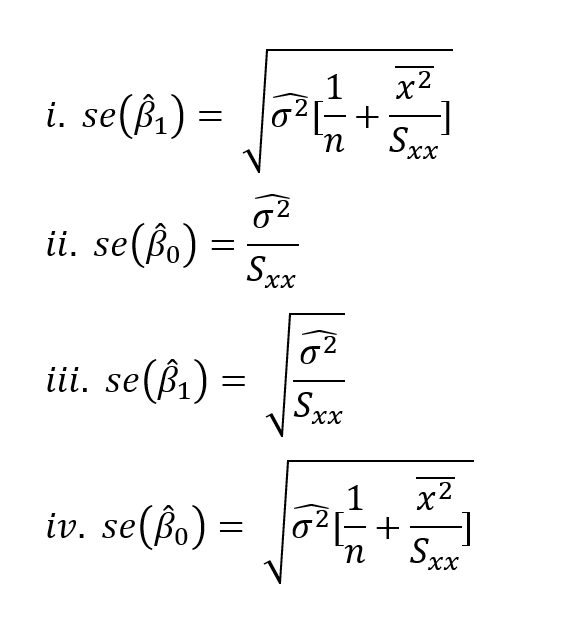 i. se(β̂₁) = √(σ̂²[1/n + x̄²/Sₓₓ])
ii. se(β̂₀) = σ̂²/Sₓₓ
iii. se(β̂₁) = √(σ̂²/Sₓₓ)
iv. se(β̂₀) = √(σ̂²[1/n + x̄²/Sₓₓ])